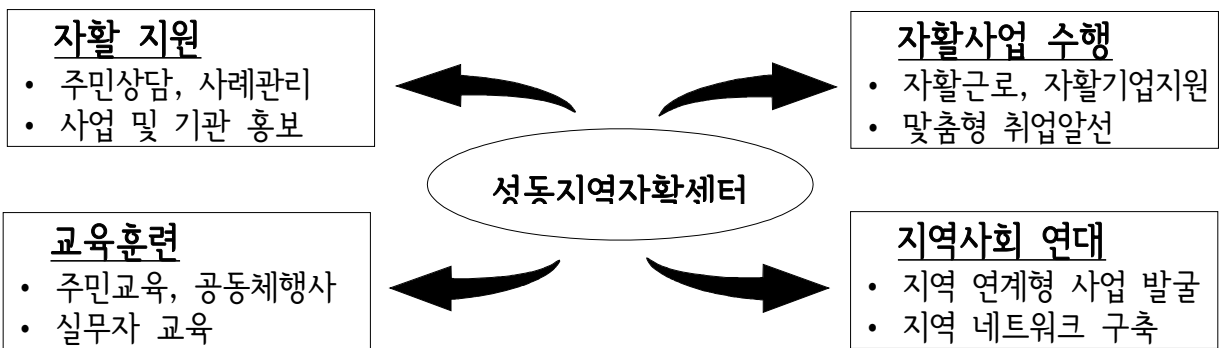 자활 지원
• 주민상담, 사례관리
• 사업 및 기관 홍보
자활사업 수행
• 자활근로, 자활기업지원
• 맞춤형 취업알선
성동지역자활센터
교육훈련
• 주민교육, 공동체행사
• 실무자 교육
지역사회 연대
• 지역 연계형 사업 발굴
• 지역 네트워크 구축